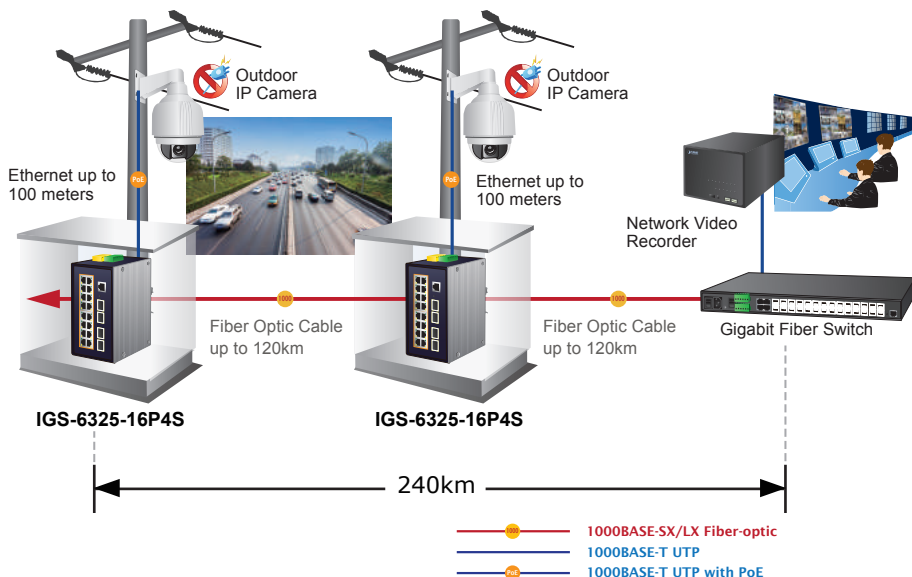 Outdoor
IP Camera
Outdoor
IP Camera
Ethernet up to
100 meters
PoE
PoE
Ethernet up to
100 meters
Network Video
Recorder
1000
1000
Fiber Optic Cable
up to 120km
Fiber Optic Cable
up to 120km
Gigabit Fiber Switch
IGS-6325-16P4S
IGS-6325-16P4S
240km
1000
1000BASE-SX/LX Fiber-optic
1000BASE-T UTP
PoE
1000BASE-T UTP with PoE